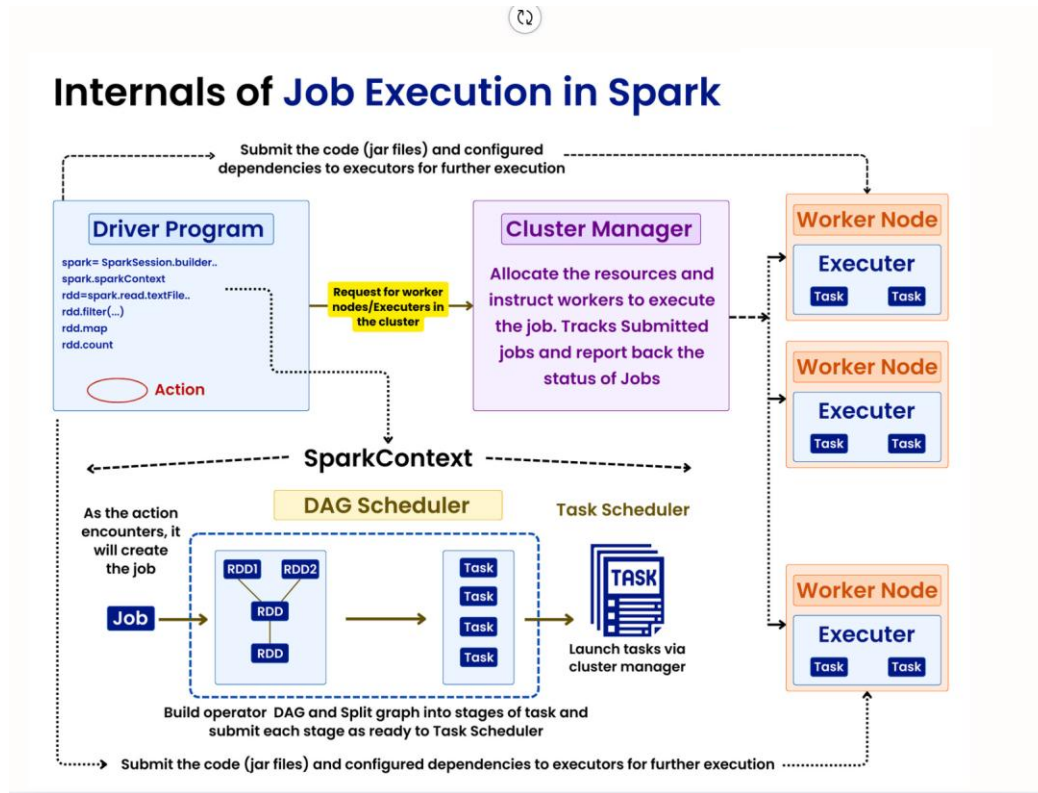 Internals of Job Execution in Spark
Submit the code (jar files) and configured
dependencies to executors for further execution
Driver Program
spark= SparkSession.builder..
spark.sparkContext
rdd=spark.read.textFile..
rdd.filter(...)
rdd.map
rdd.count
Action
Request for worker
nodes/Executers in
the cluster
Cluster Manager
Allocate the resources and
instruct workers to execute
the job. Tracks Submitted
jobs and report back the
status of Jobs
Worker Node
Executer
Task Task
Worker Node
Executer
Task Task
Worker Node
Executer
Task Task
SparkContext
As the action
encounters, it
will create
the job
Job
DAG Scheduler
RDD1 RDD2
RDD
RDD
Task
Task
Task
Task
Build operator DAG and Split graph into stages of task and
submit each stage as ready to Task Scheduler
Task Scheduler
TASK
Launch tasks via
cluster manager
Submit the code (jar files) and configured dependencies to executors for further execution